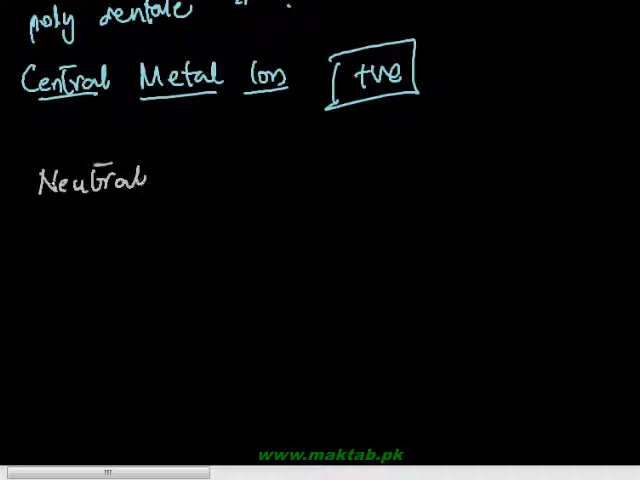 poly dentate
Central Metal Ion +ve
Neutral
www.maktab.pk